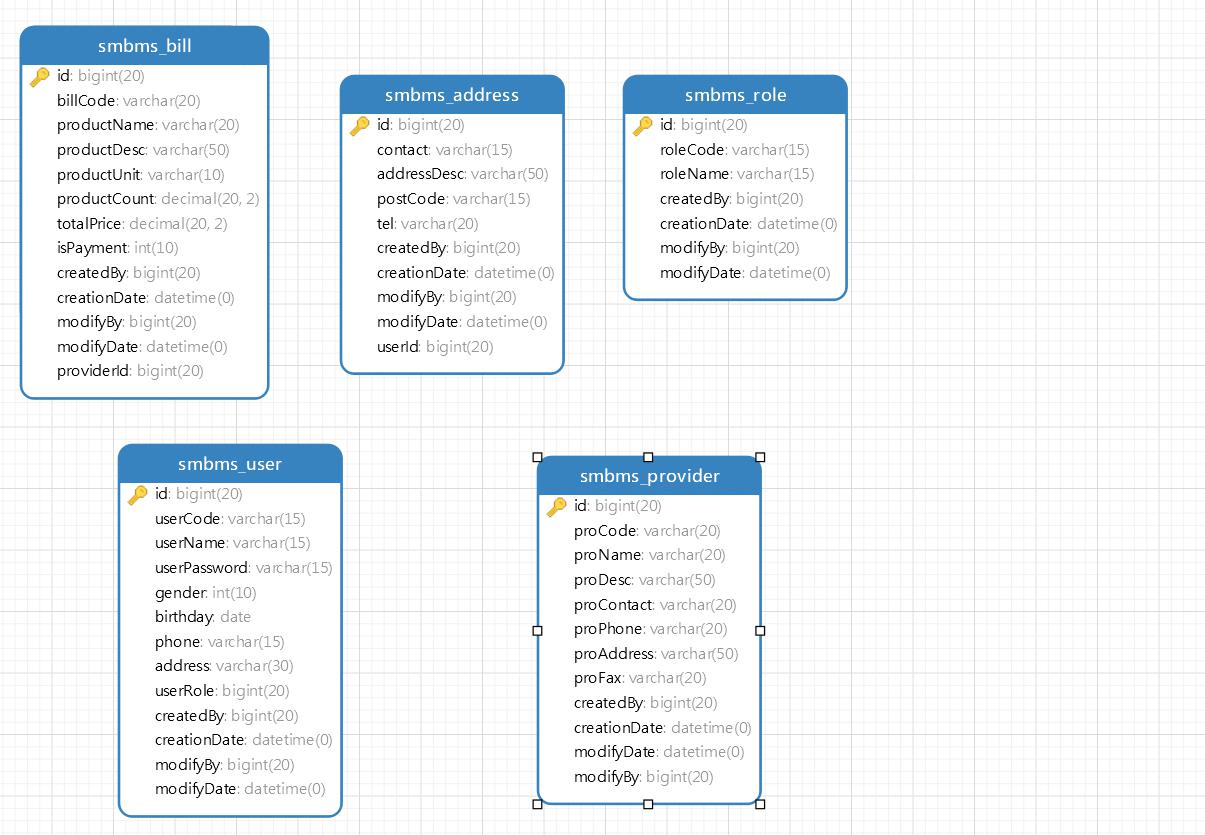 smbms_bill
id: bigint(20)
billCode: varchar(20)
productName: varchar(20)
productDesc: varchar(50)
productUnit: varchar(10)
productCount: decimal(20, 2)
totalPrice: decimal(20, 2)
isPayment: int(10)
createdBy: bigint(20)
creationDate: datetime(0)
modifyBy: bigint(20)
modifyDate: datetime(0)
providerId: bigint(20)
smbms_address
id: bigint(20)
contact: varchar(15)
addressDesc: varchar(50)
postCode: varchar(15)
tel: varchar(20)
createdBy: bigint(20)
creationDate: datetime(0)
modifyBy: bigint(20)
modifyDate: datetime(0)
userId: bigint(20)
smbms_role
id: bigint(20)
roleCode: varchar(15)
roleName: varchar(15)
createdBy: bigint(20)
creationDate: datetime(0)
modifyBy: bigint(20)
modifyDate: datetime(0)
smbms_user
id: bigint(20)
userCode: varchar(15)
userName: varchar(15)
userPassword: varchar(15)
gender: int(10)
birthday: date
phone: varchar(15)
address: varchar(30)
userRole: bigint(20)
createdBy: bigint(20)
creationDate: datetime(0)
modifyBy: bigint(20)
modifyDate: datetime(0)
smbms_provider
id: bigint(20)
proCode: varchar(20)
proName: varchar(20)
proDesc: varchar(50)
proContact: varchar(20)
proPhone: varchar(20)
proAddress: varchar(50)
proFax: varchar(20)
createdBy: bigint(20)
creationDate: datetime(0)
modifyDate: datetime(0)
modifyBy: bigint(20)